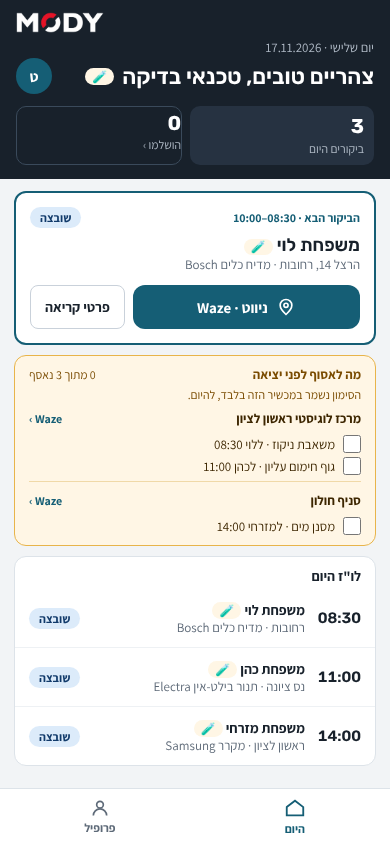 MODY
יום שלישי · 17.11.2026
צהריים טובים, טכנאי בדיקה 🧪
ט
3
ביקורים היום
0
הושלמו ›
הביקור הבא · 08:30–10:00
שובצה
משפחת לוי 🧪
הרצל 14, רחובות · מדיח כלים Bosch
ניווט · Waze
פרטי קריאה
מה לאסוף לפני יציאה
0 מתוך 3 נאסף
הסימון נשמר במכשיר הזה בלבד, להיום.
מרכז לוגיסטי ראשון לציון
Waze ›
משאבת ניקוז · ללוי 08:30
גוף חימום עליון · לכהן 11:00
סניף חולון
Waze ›
מסנן מים · למזרחי 14:00
לו"ז היום
08:30
משפחת לוי 🧪
רחובות · מדיח כלים Bosch
שובצה
11:00
משפחת כהן 🧪
נס ציונה · תנור בילט-אין Electra
שובצה
14:00
משפחת מזרחי 🧪
ראשון לציון · מקרר Samsung
שובצה
היום
פרופיל